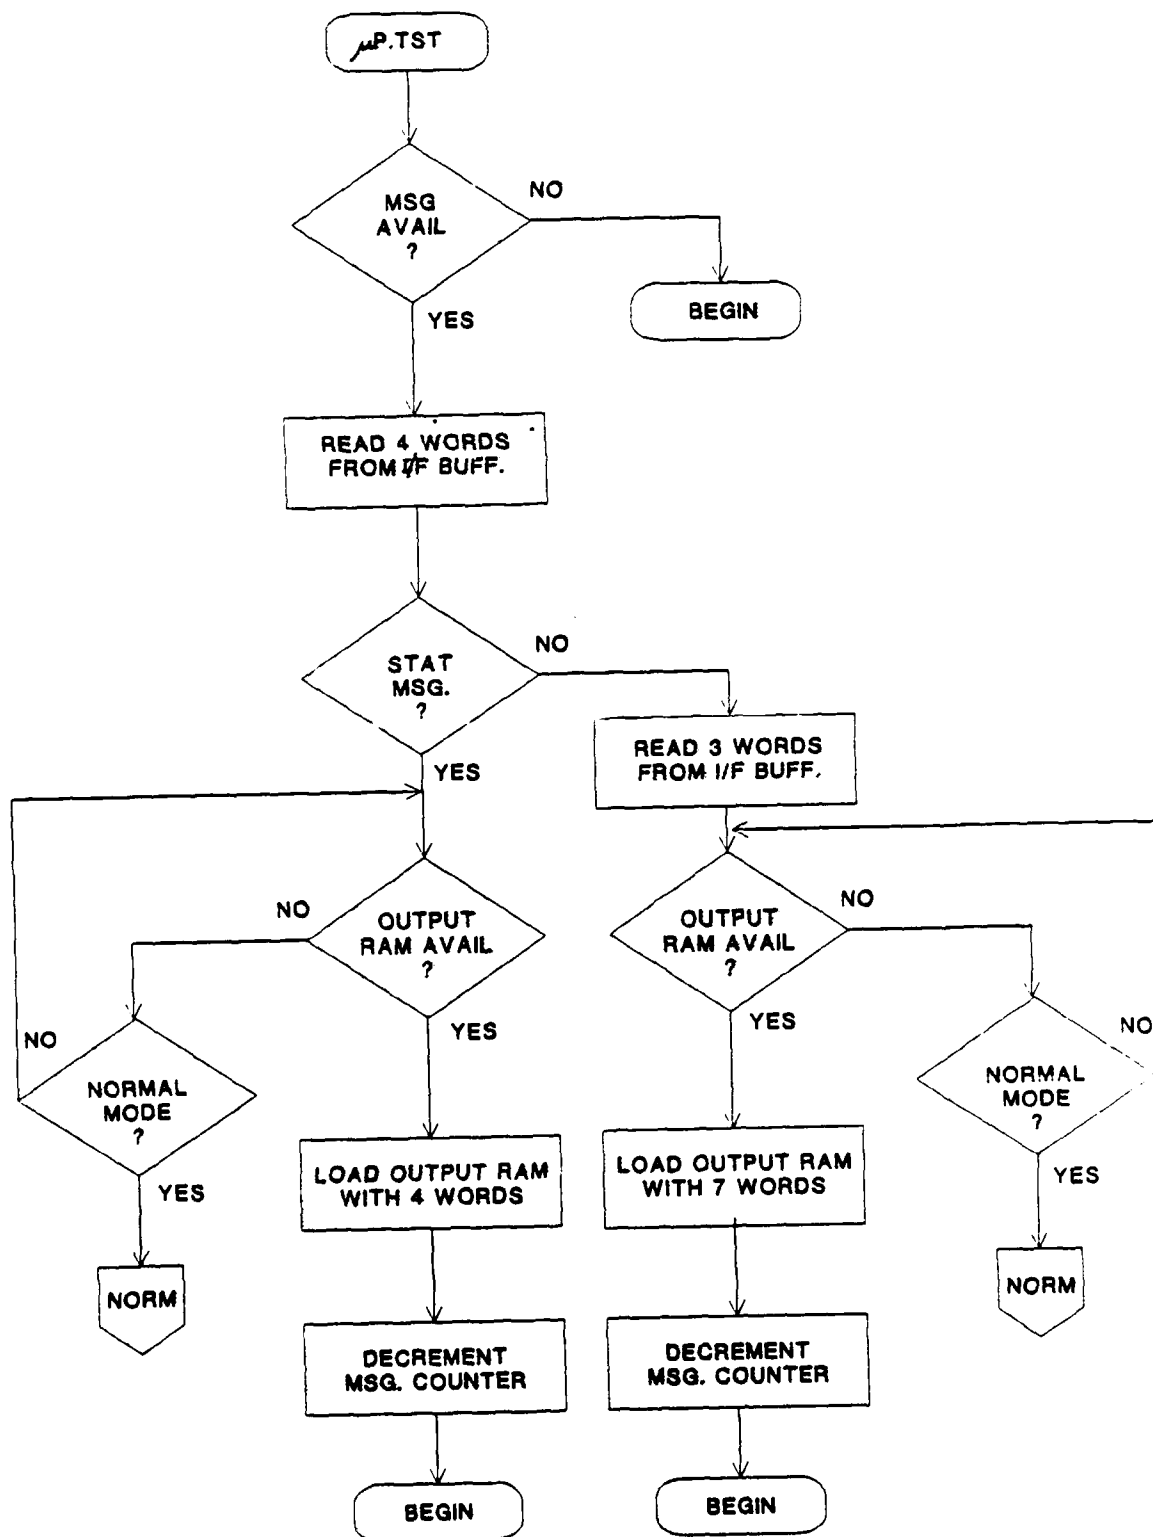 µP.TST
MSG
AVAIL
?
NO
BEGIN
YES
READ 4 WORDS
FROM I/F BUFF.
STAT
MSG.
?
NO
YES
READ 3 WORDS
FROM I/F BUFF.
NO
OUTPUT
RAM AVAIL
?
YES
OUTPUT
RAM AVAIL
?
NO
YES
NO
NORMAL
MODE
?
YES
NORMAL
MODE
?
NO
YES
LOAD OUTPUT RAM
WITH 4 WORDS
LOAD OUTPUT RAM
WITH 7 WORDS
NORM
NORM
DECREMENT
MSG. COUNTER
DECREMENT
MSG. COUNTER
BEGIN
BEGIN